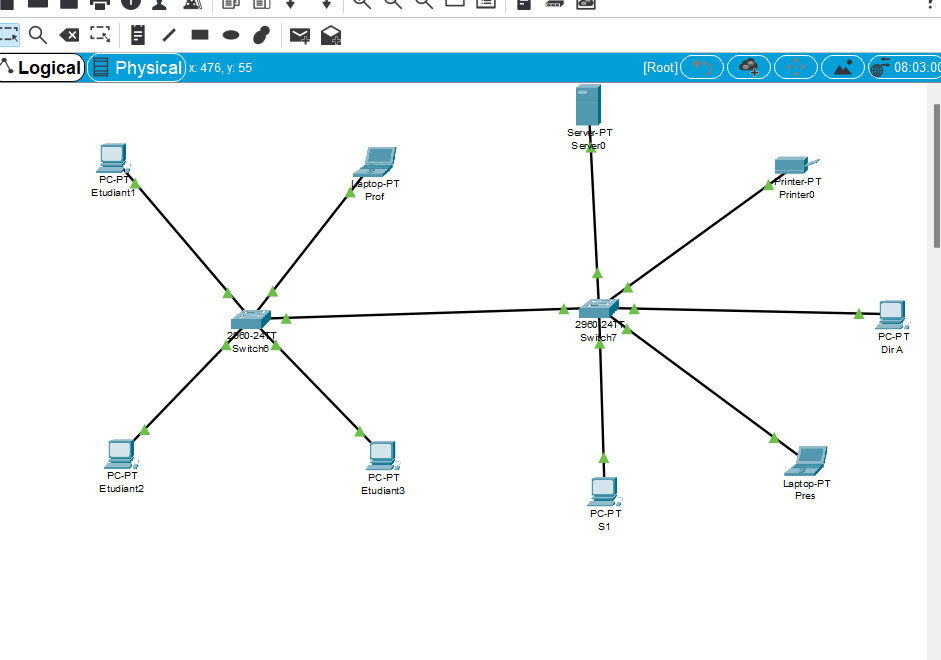 Logical
Physical
x: 476, y: 55
[Root]
08:03:00
Server-PT
Server0
PC-PT
Etudiant1
Laptop-PT
Prof
Printer-PT
Printer0
2960-24TT
Switch6
2960-24TT
Switch7
PC-PT
Dir A
PC-PT
Etudiant2
PC-PT
Etudiant3
Laptop-PT
Pres
PC-PT
S1